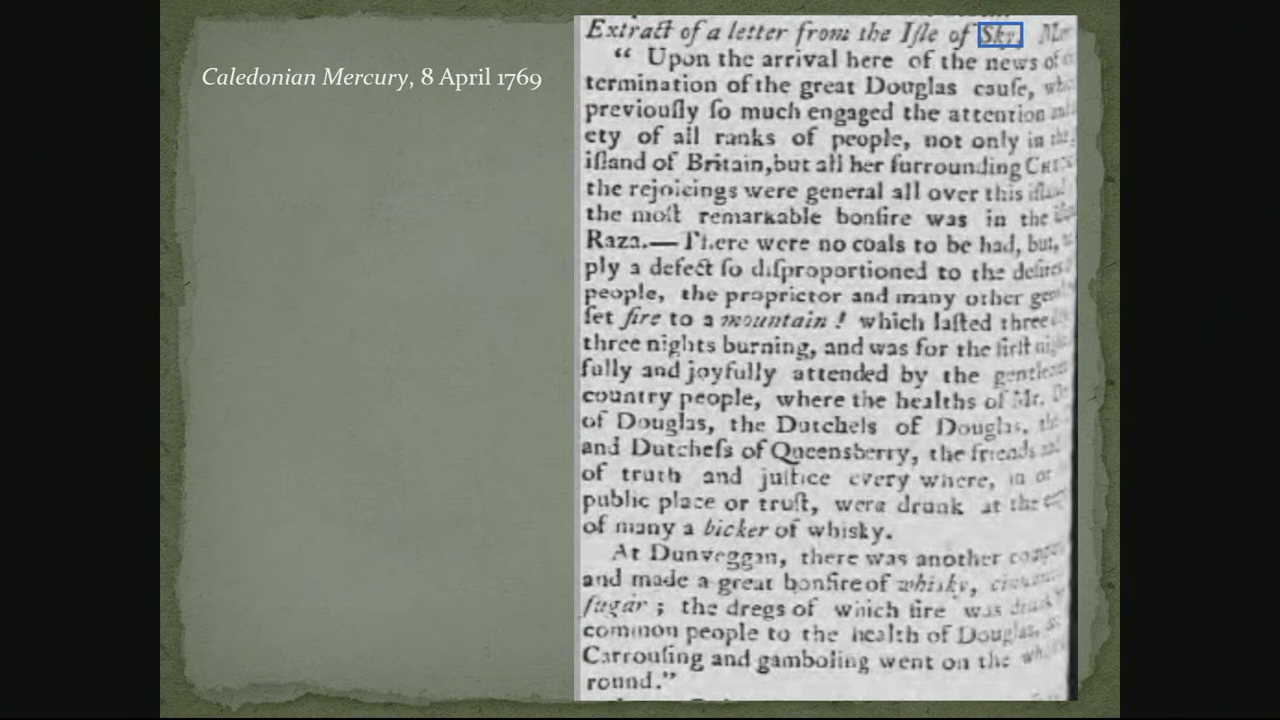 Caledonian Mercury, 8 April 1769
Extract of a letter from the Iſle of Sky,
“ Upon the arrival here of the news of
termination of the great Douglas cauſe,
previouſly ſo much engaged the attention
ety of all ranks of people, not only in the
iſland of Britain, but all her ſurrounding
the rejoicings were general all over this
the moſt remarkable bonfire was in the
Raza.—There were no coals to be had, but,
ply a defect ſo diſproportioned to the deſires
people, the proprietor and many other
ſet fire to a mountain ! which laſted three
three nights burning, and was for the firſt
fully and joyfully attended by the
country people, where the healths of Mr.
of Douglas, the Dutcheſs of Douglas,
and Dutcheſs of Queensberry, the friends
of truth and juſtice every where, in or
public place or truſt, were drunk at the
of many a bicker of whisky.
At Dunveggan, there was another
and made a great bonfire of whisky,
ſugar ; the dregs of which fire was
common people to the health of Douglas,
Carrouſing and gamboling went on the
round.”